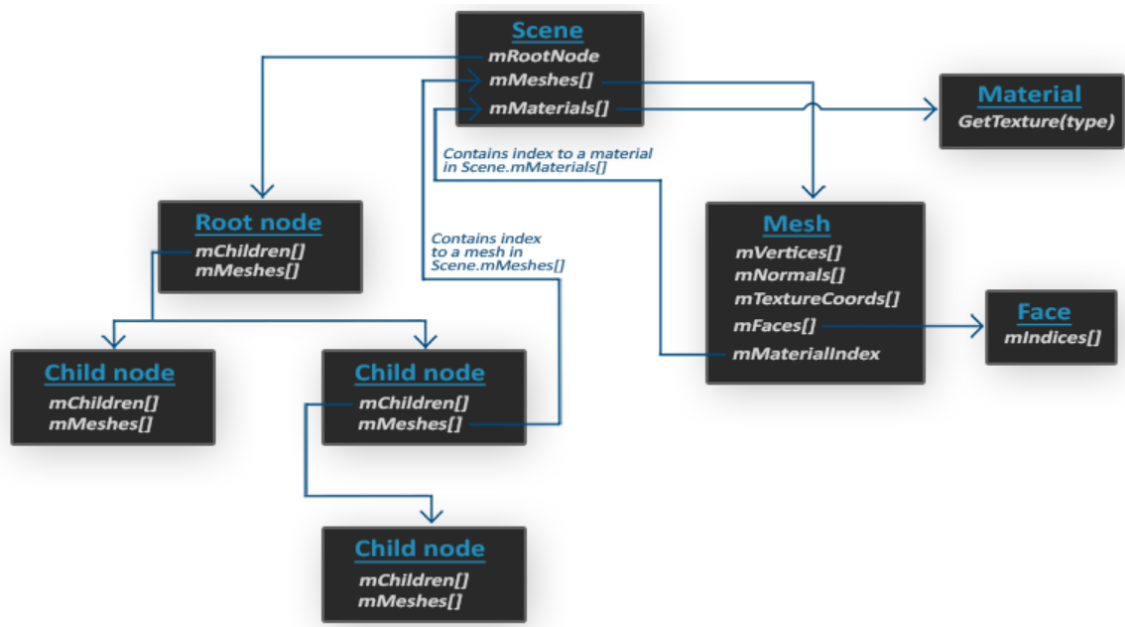 Scene
mRootNode
mMeshes[]
mMaterials[]
Material
GetTexture(type)
Contains index to a material
in Scene.mMaterials[]
Root node
mChildren[]
mMeshes[]
Contains index
to a mesh in
Scene.mMeshes[]
Mesh
mVertices[]
mNormals[]
mTextureCoords[]
mFaces[]
mMaterialIndex
Face
mIndices[]
Child node
mChildren[]
mMeshes[]
Child node
mChildren[]
mMeshes[]
Child node
mChildren[]
mMeshes[]